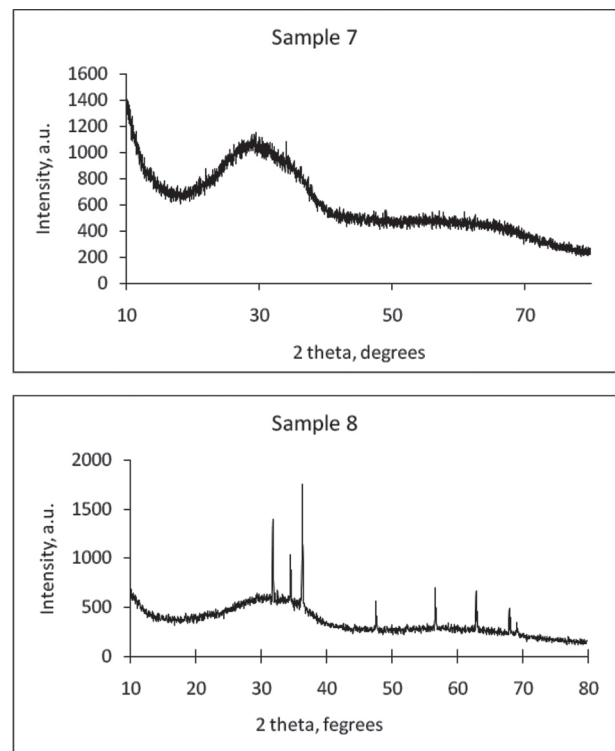 Sample 7
Intensity, a.u.
1600
1400
1200
1000
800
600
400
200
0
10 30 50 70
2 theta, degrees
Sample 8
Intensity, a.u.
2000
1500
1000
500
0
10 20 30 40 50 60 70 80
2 theta, fegrees